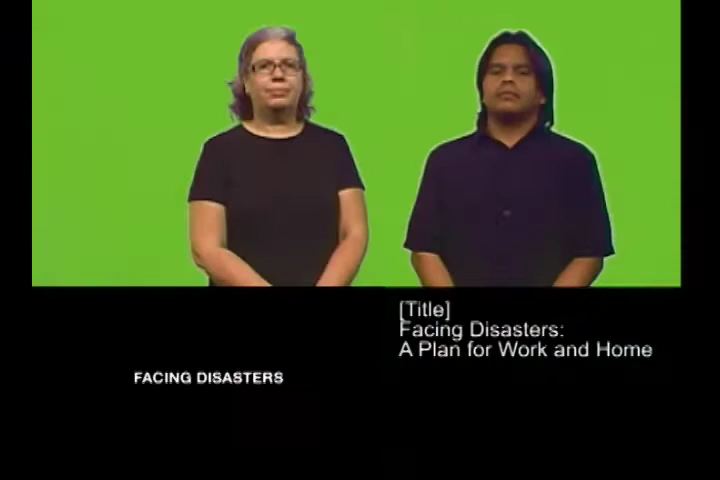 [Title]
Facing Disasters:
A Plan for Work and Home
FACING DISASTERS